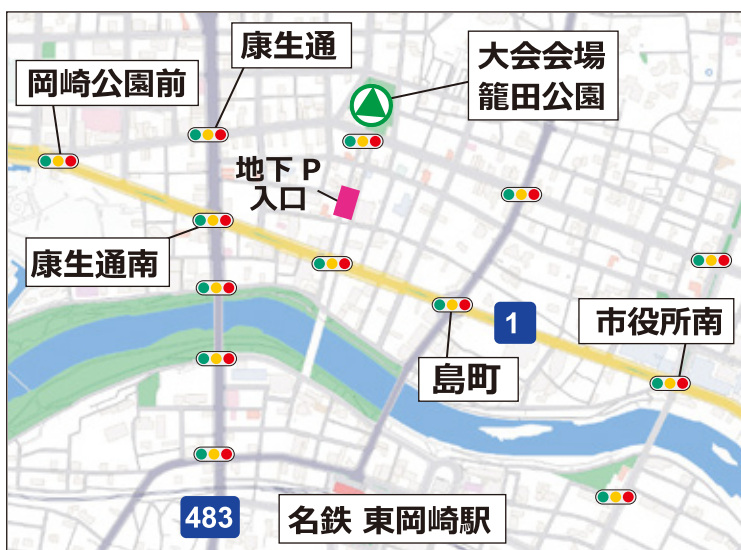 康生通
大会会場
籠田公園
岡崎公園前
地下 P
入口
康生通南
1
市役所南
島町
483
名鉄 東岡崎駅